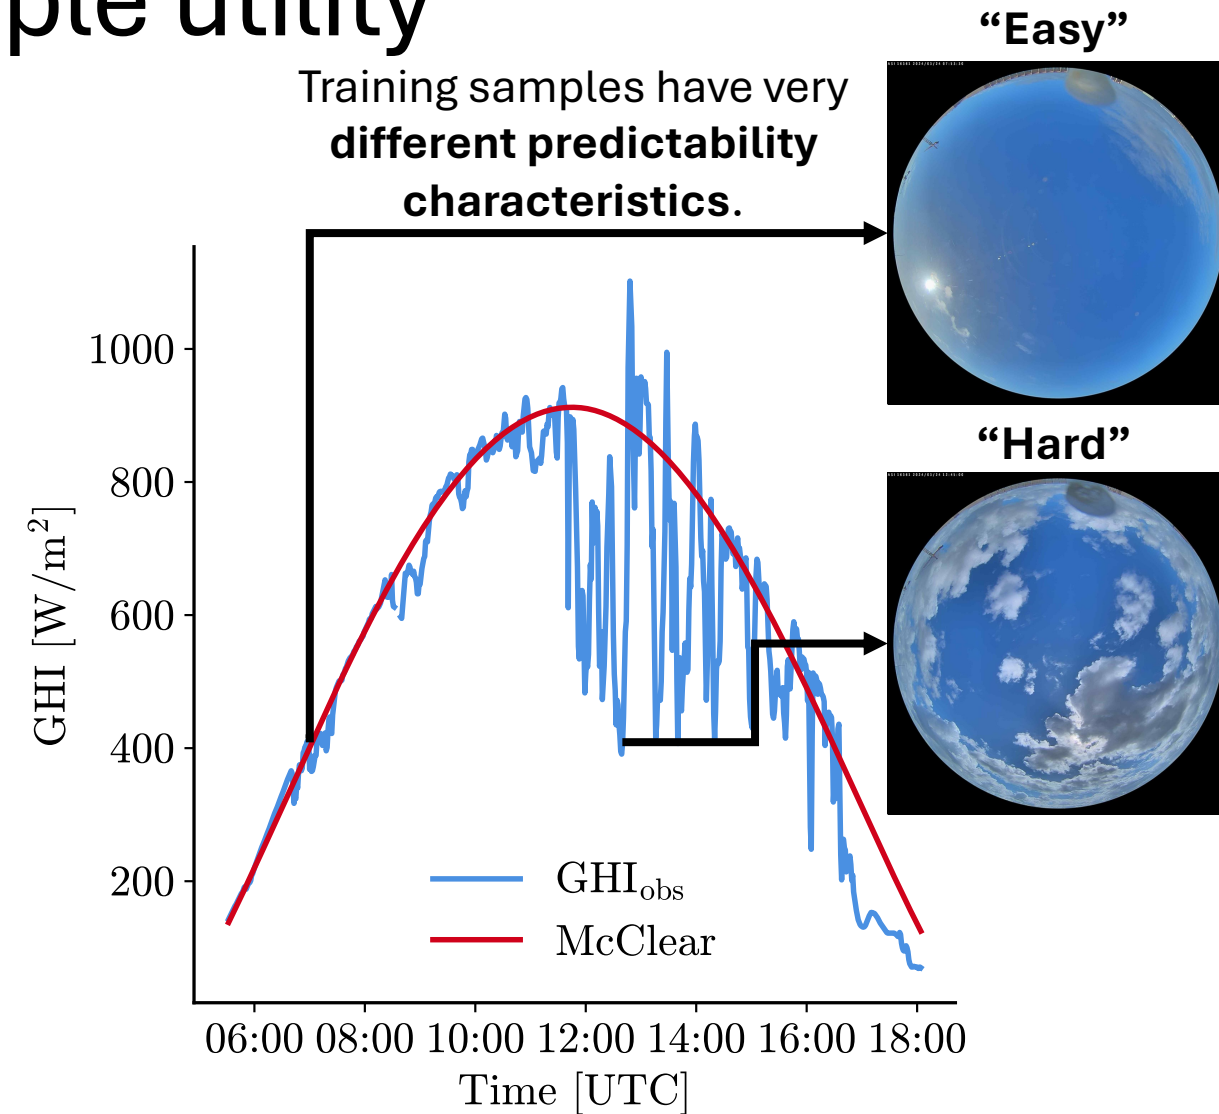 ple utility
“Easy”
Training samples have very
different predictability
characteristics.
“Hard”
1000
800
600
400
200
GHI [W/m²]
GHIobs
McClear
06:00 08:00 10:00 12:00 14:00 16:00 18:00
Time [UTC]